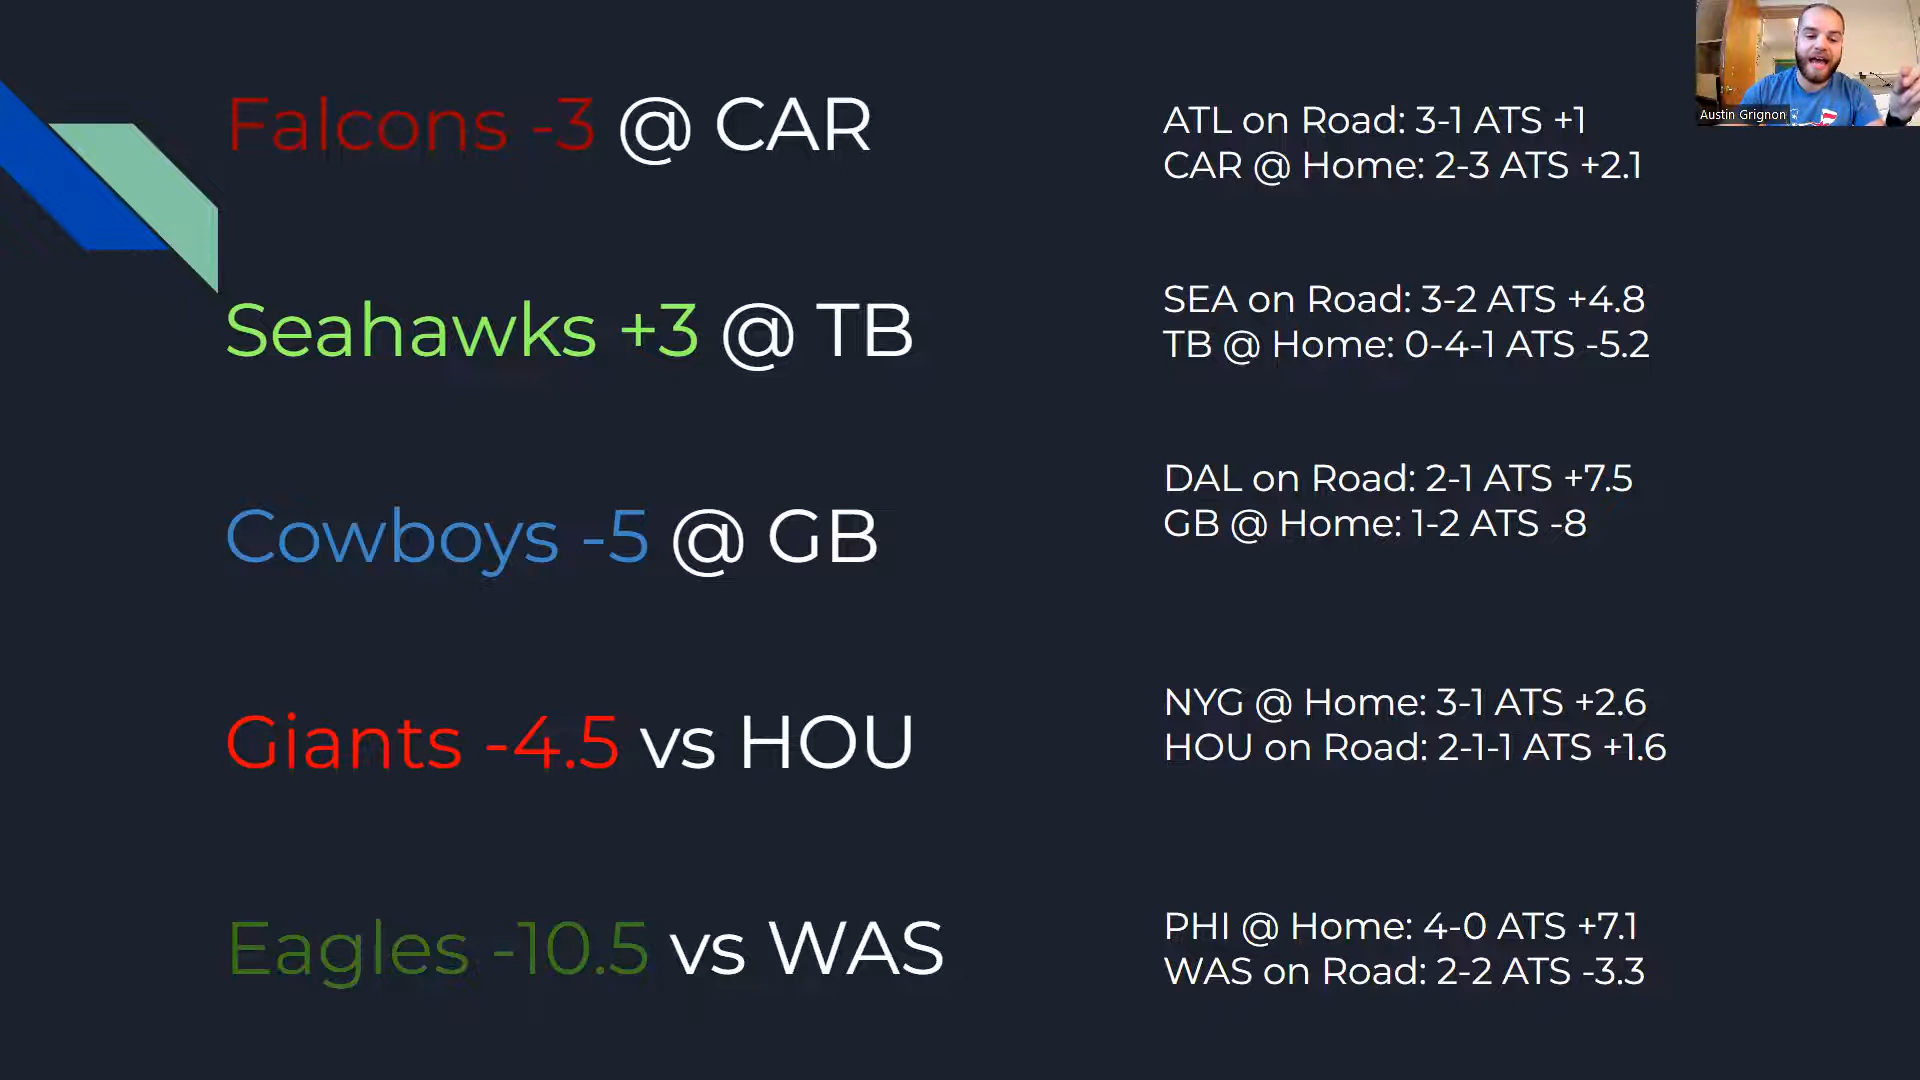 Falcons -3 @ CAR
ATL on Road: 3-1 ATS +1
CAR @ Home: 2-3 ATS +2.1
Austin Grignon
Seahawks +3 @ TB
SEA on Road: 3-2 ATS +4.8
TB @ Home: 0-4-1 ATS -5.2
Cowboys -5 @ GB
DAL on Road: 2-1 ATS +7.5
GB @ Home: 1-2 ATS -8
Giants -4.5 vs HOU
NYG @ Home: 3-1 ATS +2.6
HOU on Road: 2-1-1 ATS +1.6
Eagles -10.5 vs WAS
PHI @ Home: 4-0 ATS +7.1
WAS on Road: 2-2 ATS -3.3